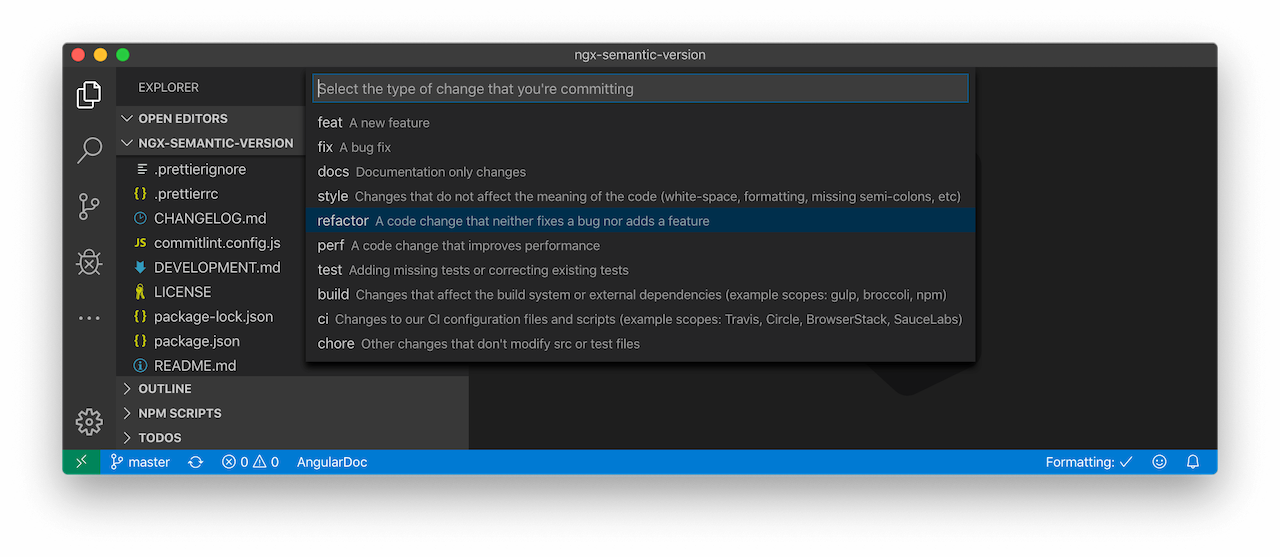 ngx-semantic-version
EXPLORER
OPEN EDITORS
NGX-SEMANTIC-VERSION
.prettierignore
{} .prettierrc
CHANGELOG.md
JS commitlint.config.js
DEVELOPMENT.md
LICENSE
{} package-lock.json
{} package.json
README.md
OUTLINE
NPM SCRIPTS
TODOS
Select the type of change that you're committing
feat A new feature
fix A bug fix
docs Documentation only changes
style Changes that do not affect the meaning of the code (white-space, formatting, missing semi-colons, etc)
refactor A code change that neither fixes a bug nor adds a feature
perf A code change that improves performance
test Adding missing tests or correcting existing tests
build Changes that affect the build system or external dependencies (example scopes: gulp, broccoli, npm)
ci Changes to our CI configuration files and scripts (example scopes: Travis, Circle, BrowserStack, SauceLabs)
chore Other changes that don't modify src or test files
master 0 0 AngularDoc Formatting: ✓